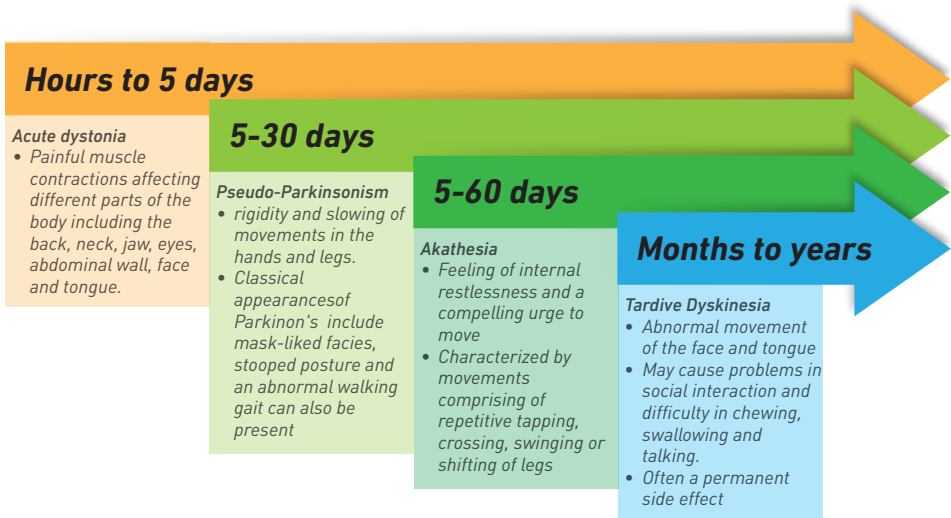 Hours to 5 days
Acute dystonia
• Painful muscle
contractions affecting
different parts of the
body including the
back, neck, jaw, eyes,
abdominal wall, face
and tongue.
5-30 days
Pseudo-Parkinsonism
• rigidity and slowing of
movements in the
hands and legs.
• Classical
appearancesof
Parkinon's include
mask-liked facies,
stooped posture and
an abnormal walking
gait can also be
present
5-60 days
Akathesia
• Feeling of internal
restlessness and a
compelling urge to
move
• Characterized by
movements
comprising of
repetitive tapping,
crossing, swinging or
shifting of legs
Months to years
Tardive Dyskinesia
• Abnormal movement
of the face and tongue
• May cause problems in
social interaction and
difficulty in chewing,
swallowing and
talking.
• Often a permanent
side effect